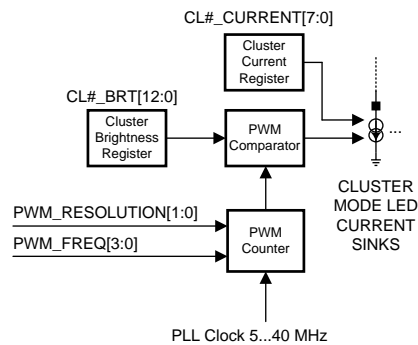 CL#_CURRENT[7:0]
Cluster
Current
Register
CL#_BRT[12:0]
Cluster
Brightness
Register
PWM
Comparator
...
CLUSTER
MODE LED
CURRENT
SINKS
PWM_RESOLUTION[1:0]
PWM_FREQ[3:0]
PWM
Counter
PLL Clock 5...40 MHz